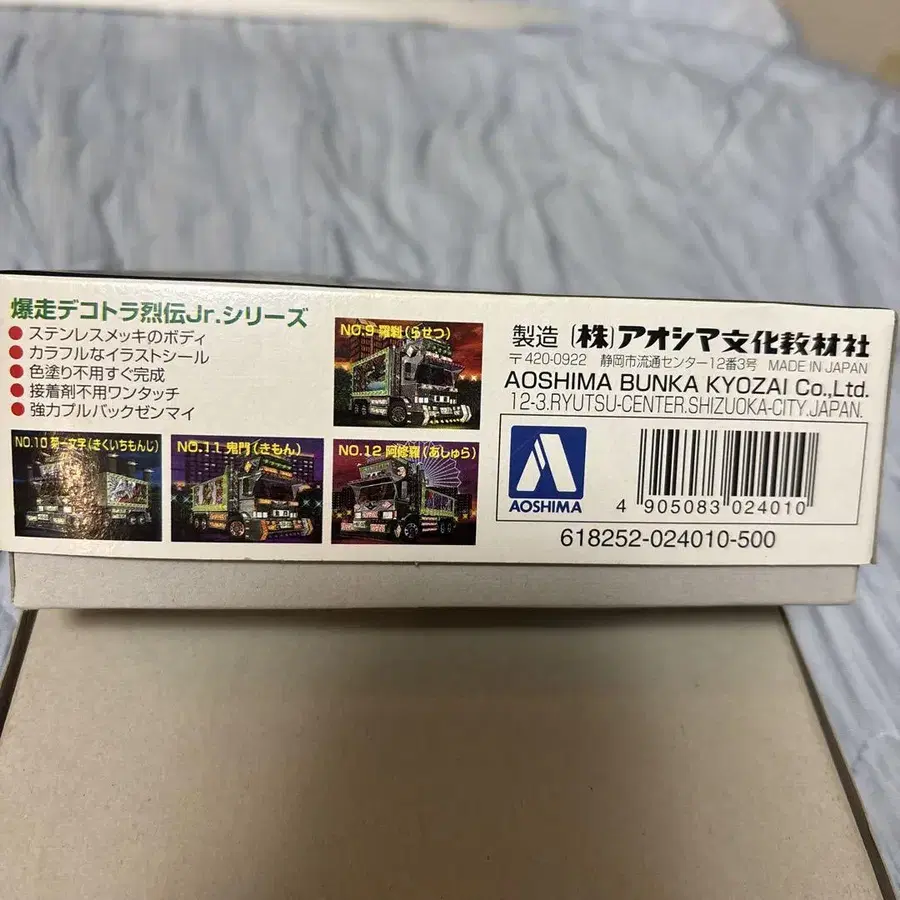 爆走デコトラ烈伝Jr.シリーズ
● ステンレスメッキのボディ
● カラフルなイラストシール
● 色塗り不用すぐ完成
● 接着剤不用ワンタッチ
● 強力プルバックゼンマイ
NO.9 羅刹(らせつ)
NO.10 菊一文字(きくいちもんじ)
NO.11 鬼門(きもん)
NO.12 阿修羅(あしゅら)
製造 (株)アオシマ文化教材社
〒420-0922 静岡市流通センター12番3号 MADE IN JAPAN
AOSHIMA BUNKA KYOZAI Co.,Ltd.
12-3.RYUTSU-CENTER.SHIZUOKA-CITY.JAPAN.
AOSHIMA
4 905083 024010
618252-024010-500